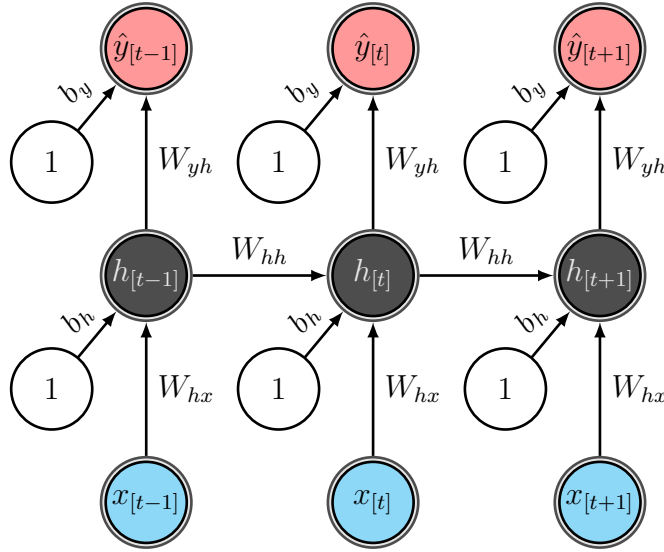 ŷ[t-1] ŷ[t] ŷ[t+1]
b_y b_y b_y
1 W_yh 1 W_yh 1 W_yh
W_hh W_hh
h[t-1] h[t] h[t+1]
b_h b_h b_h
1 W_hx 1 W_hx 1 W_hx
x[t-1] x[t] x[t+1]